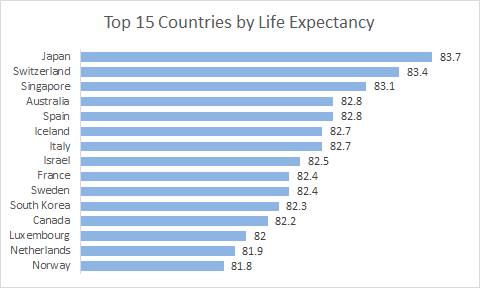 Top 15 Countries by Life Expectancy
Japan 83.7
Switzerland 83.4
Singapore 83.1
Australia 82.8
Spain 82.8
Iceland 82.7
Italy 82.7
Israel 82.5
France 82.4
Sweden 82.4
South Korea 82.3
Canada 82.2
Luxembourg 82
Netherlands 81.9
Norway 81.8